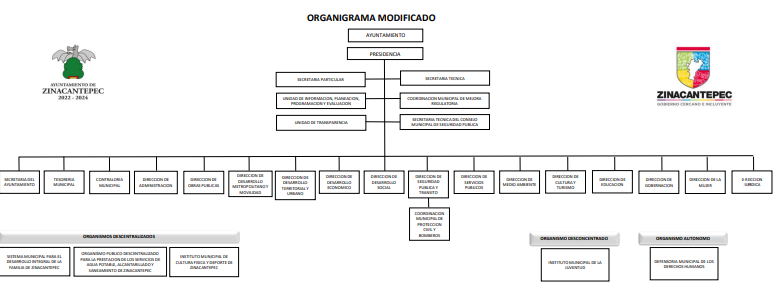 ORGANIGRAMA MODIFICADO
AYUNTAMIENTO
PRESIDENCIA
AYUNTAMIENTO DE
ZINACANTEPEC
2022 - 2024
ZINACANTEPEC
GOBIERNO CERCANO E INCLUYENTE
SECRETARIA PARTICULAR
SECRETARIA TECNICA
UNIDAD DE INFORMACION, PLANEACION,
PROGRAMACION Y EVALUACION
COORDINACION MUNICIPAL DE MEJORA
REGULATORIA
UNIDAD DE TRANSPARENCIA
SECRETARIA TECNICA DEL CONSEJO
MUNICIPAL DE SEGURIDAD PUBLICA
SECRETARIA DEL
AYUNTAMIENTO
TESORERIA
MUNICIPAL
CONTRALORIA
MUNICIPAL
DIRECCION DE
ADMINISTRACION
DIRECCION DE
OBRAS PUBLICAS
DIRECCION DE
DESARROLLO
METROPOLITANO Y
MOVILIDAD
DIRECCION DE
DESARROLLO
TERRITORIAL Y
URBANO
DIRECCION DE
DESARROLLO
ECONOMICO
DIRECCION DE
DESARROLLO
SOCIAL
DIRECCION DE
SEGURIDAD
PUBLICA Y
TRANSITO
DIRECCION DE
SERVICIOS
PUBLICOS
DIRECCION DE
MEDIO AMBIENTE
DIRECCION DE
CULTURA Y
TURISMO
DIRECCION DE
EDUCACION
DIRECCION DE
GOBERNACION
DIRECCION DE LA
MUJER
DIRECCION
JURIDICA
COORDINACION
MUNICIPAL DE
PROTECCION
CIVIL Y
BOMBEROS
ORGANISMOS DESCENTRALIZADOS
ORGANISMO DESCONCENTRADO
ORGANISMO AUTONOMO
SISTEMA MUNICIPAL PARA EL
DESARROLLO INTEGRAL DE LA
FAMILIA DE ZINACANTEPEC
ORGANISMO PUBLICO DESCENTRALIZADO
PARA LA PRESTACION DE LOS SERVICIOS DE
AGUA POTABLE, ALCANTARILLADO Y
SANEAMIENTO DE ZINACANTEPEC
INSTITUTO MUNICIPAL DE
CULTURA FISICA Y DEPORTE DE
ZINACANTEPEC
INSTITUTO MUNICIPAL DE LA
JUVENTUD
DEFENSORIA MUNICIPAL DE LOS
DERECHOS HUMANOS